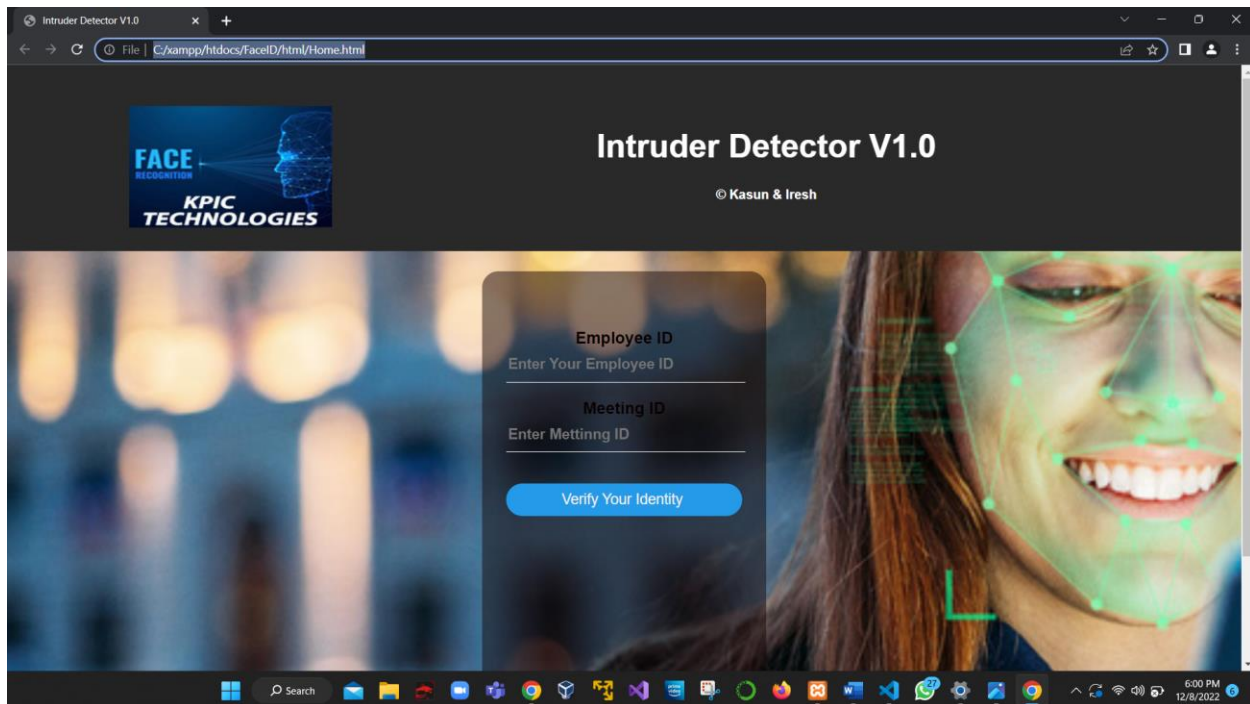 Intruder Detector V1.0
File | C:/xampp/htdocs/FaceID/html/Home.html
FACE
RECOGNITION
KPIC
TECHNOLOGIES
Intruder Detector V1.0
© Kasun & Iresh
Employee ID
Enter Your Employee ID
Meeting ID
Enter Mettinng ID
Verify Your Identity
Search
27
6:00 PM
12/8/2022
6